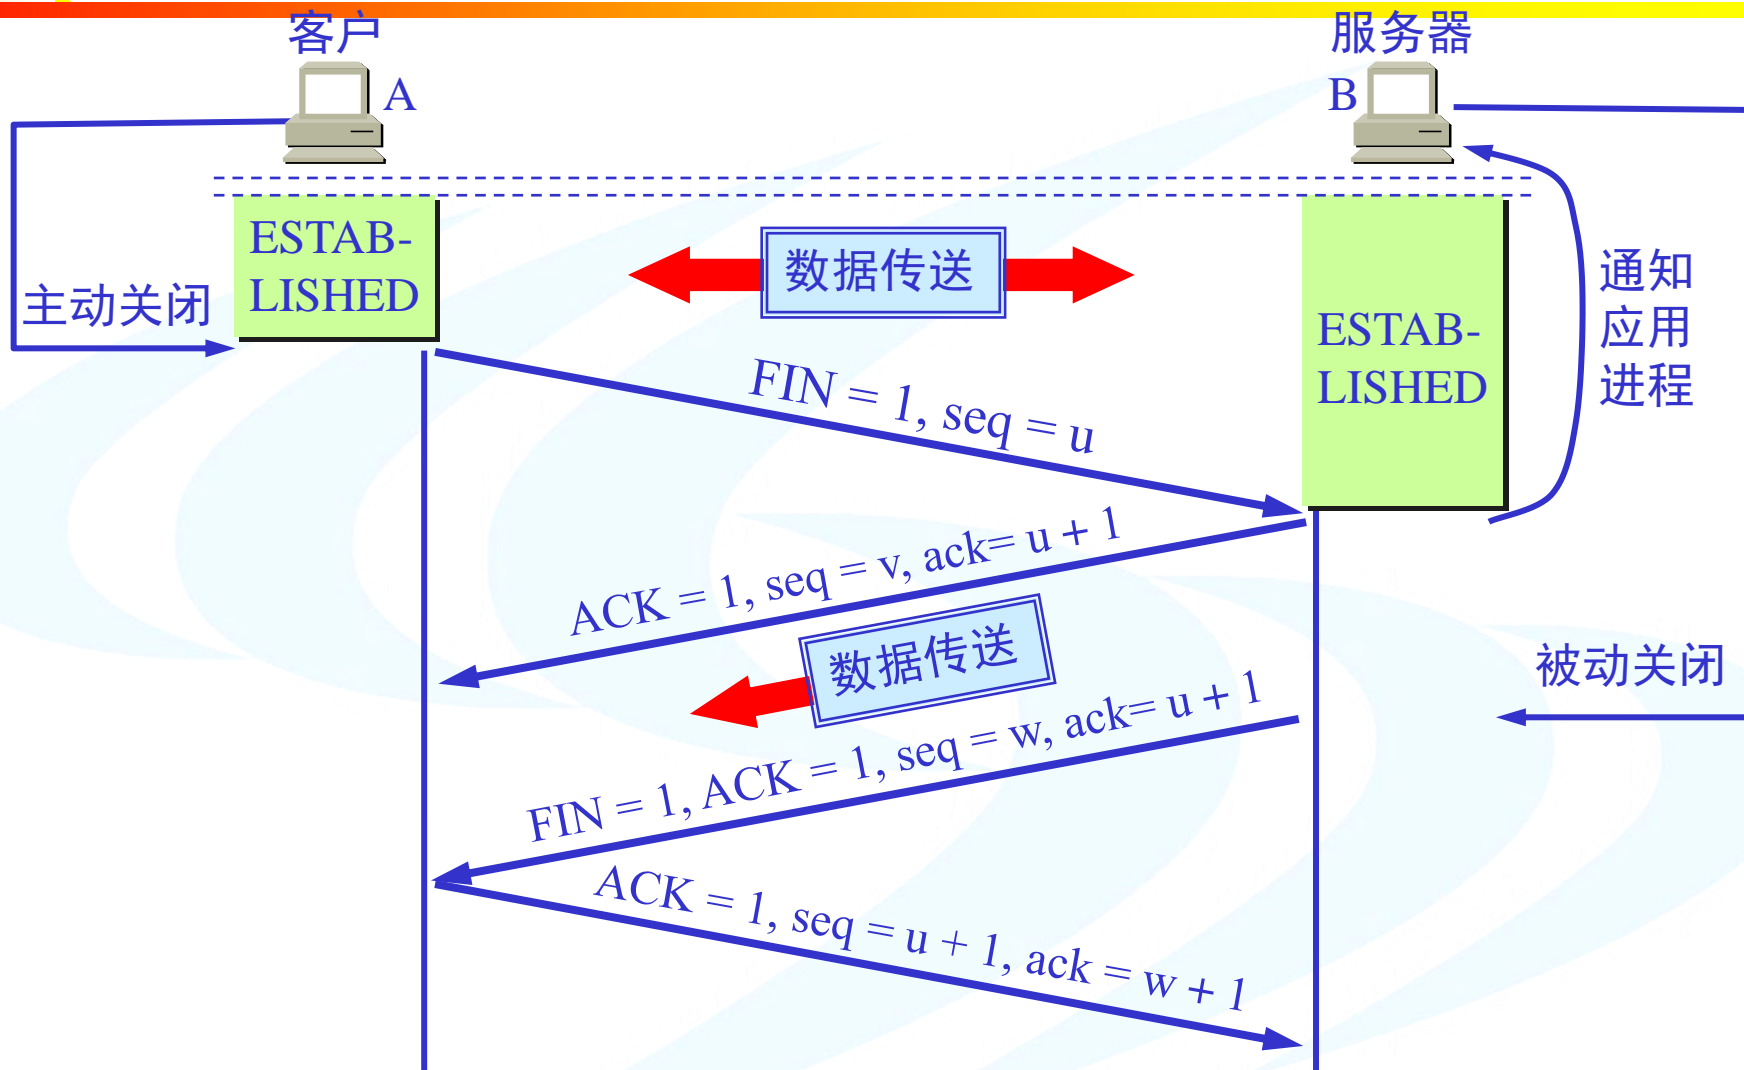 客户
服务器
A
B
ESTAB-
LISHED
数据传送
主动关闭
ESTAB-
LISHED
通知
应用
进程
FIN = 1, seq = u
ACK = 1, seq = v, ack= u + 1
数据传送
被动关闭
FIN = 1, ACK = 1, seq = w, ack= u + 1
ACK = 1, seq = u + 1, ack = w + 1